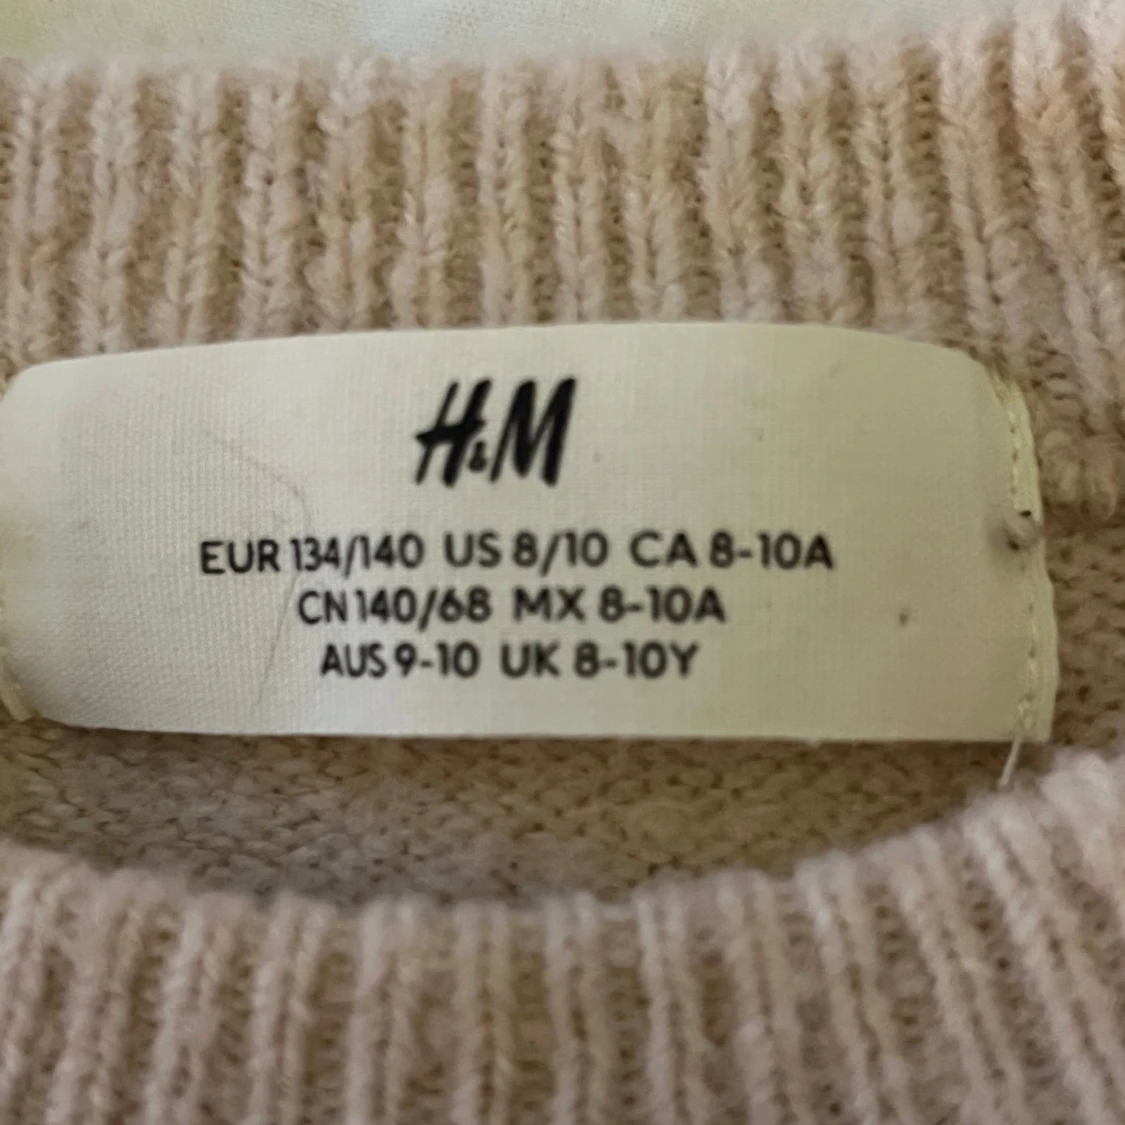 H&M
EUR 134/140 US 8/10 CA 8-10A
CN 140/68 MX 8-10A
AUS 9-10 UK 8-10Y